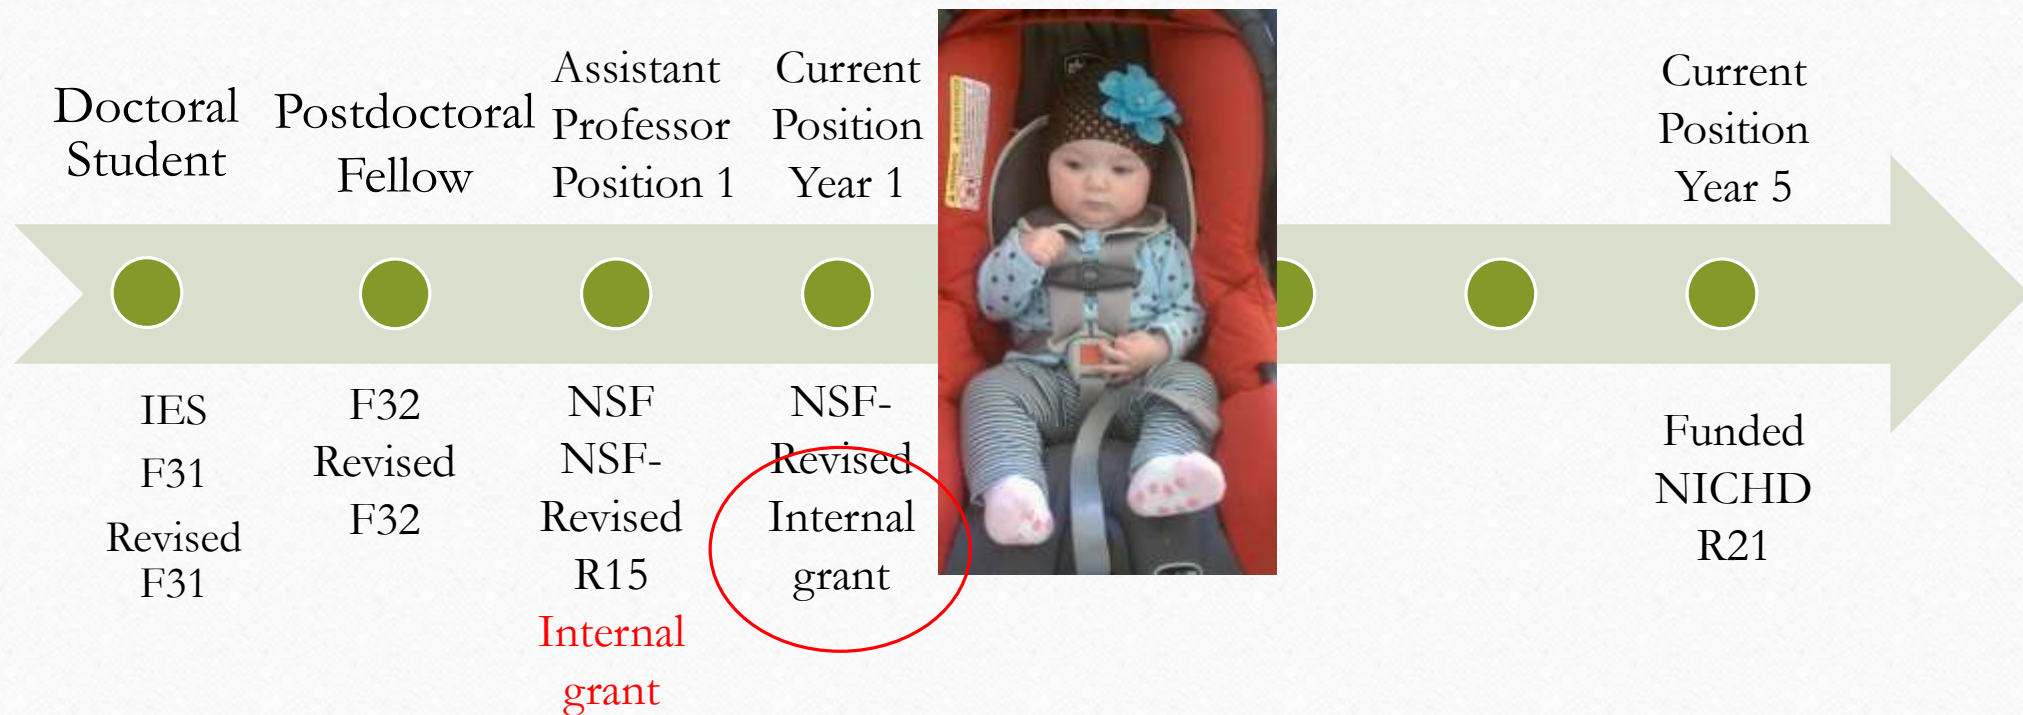 Doctoral
Student
Postdoctoral
Fellow
Assistant
Professor
Position 1
Current
Position
Year 1
Current
Position
Year 5
IES
F31
Revised
F31
F32
Revised
F32
NSF
NSF-
Revised
R15
Internal
grant
NSF-
Revised
Internal
grant
Funded
NICHD
R21